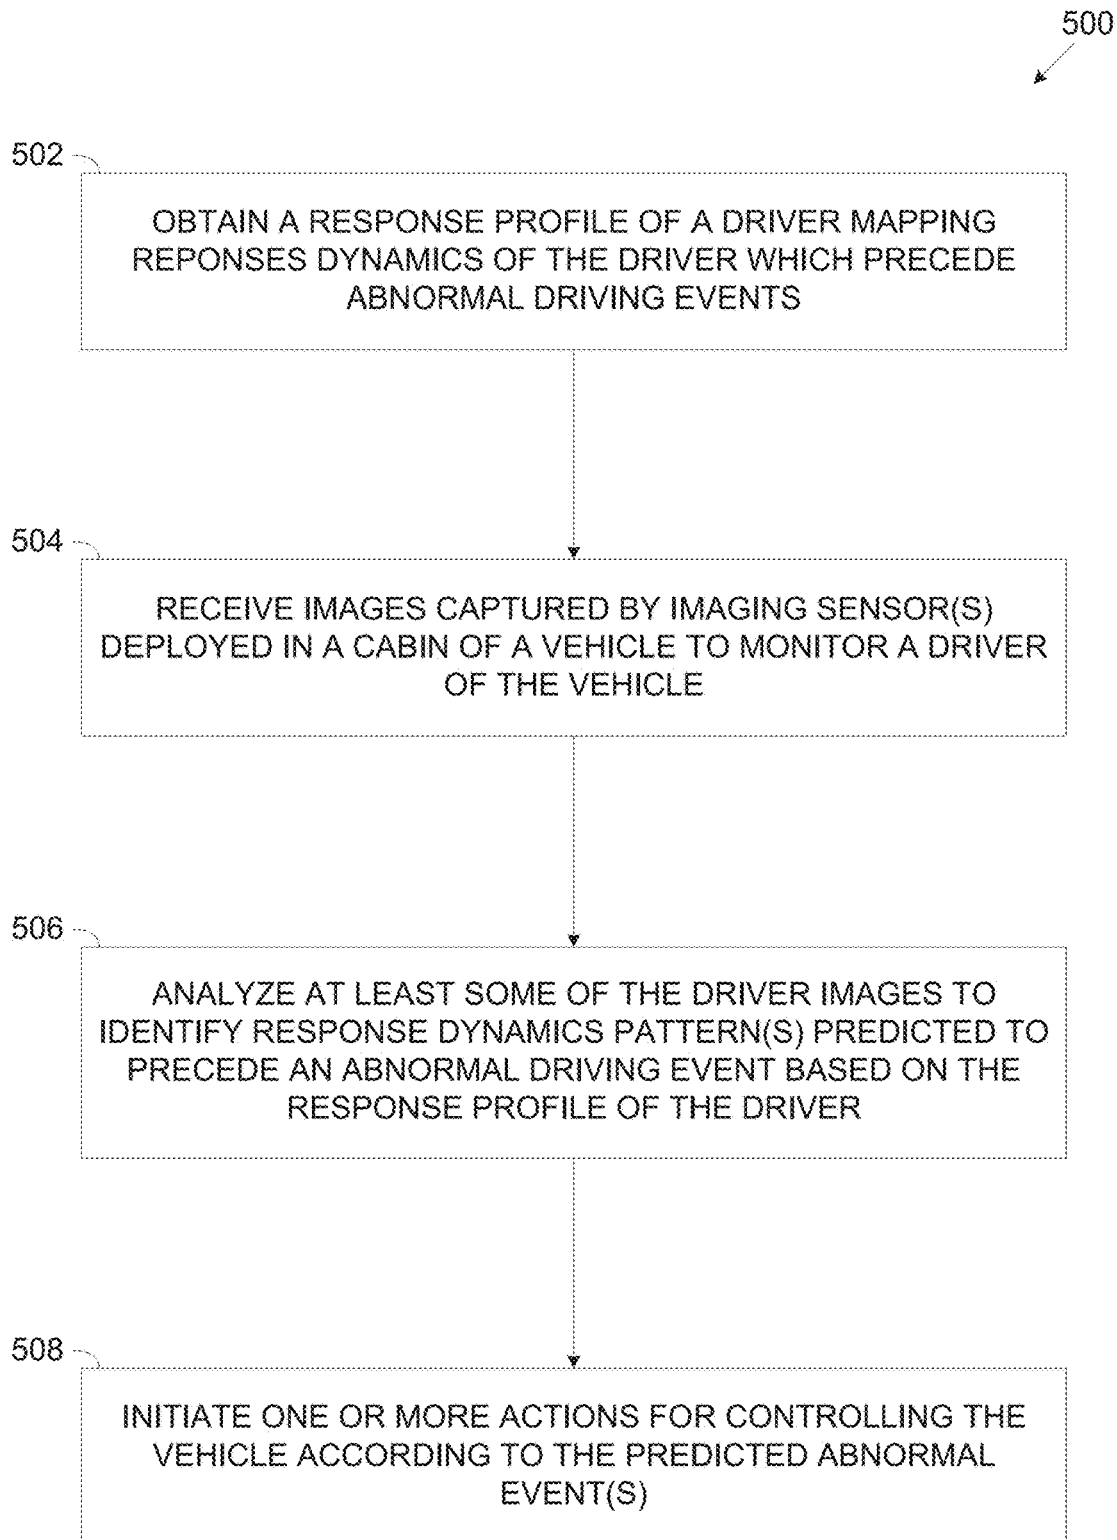 500
502
OBTAIN A RESPONSE PROFILE OF A DRIVER MAPPING
REPONSES DYNAMICS OF THE DRIVER WHICH PRECEDE
ABNORMAL DRIVING EVENTS
504
RECEIVE IMAGES CAPTURED BY IMAGING SENSOR(S)
DEPLOYED IN A CABIN OF A VEHICLE TO MONITOR A DRIVER
OF THE VEHICLE
506
ANALYZE AT LEAST SOME OF THE DRIVER IMAGES TO
IDENTIFY RESPONSE DYNAMICS PATTERN(S) PREDICTED TO
PRECEDE AN ABNORMAL DRIVING EVENT BASED ON THE
RESPONSE PROFILE OF THE DRIVER
508
INITIATE ONE OR MORE ACTIONS FOR CONTROLLING THE
VEHICLE ACCORDING TO THE PREDICTED ABNORMAL
EVENT(S)